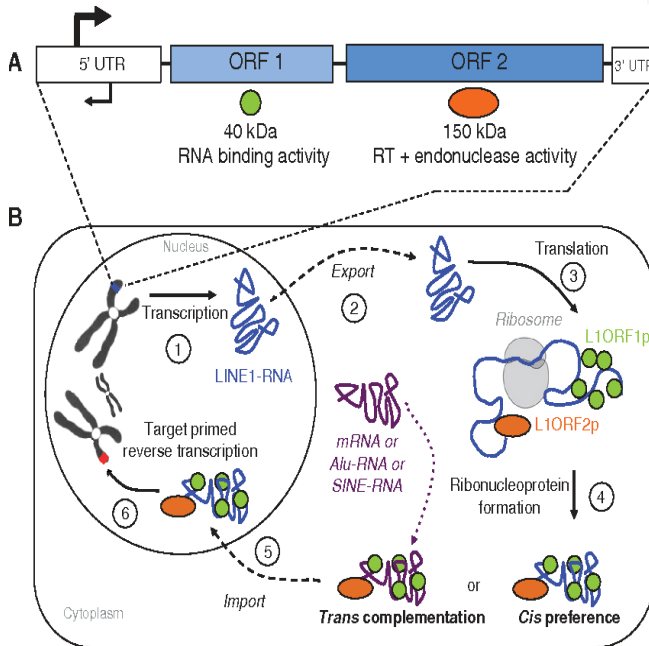 A
5' UTR
ORF 1
ORF 2
3' UTR
40 kDa
RNA binding activity
150 kDa
RT + endonuclease activity
B
Nucleus
Transcription
1
LINE1-RNA
Export
2
Translation
3
Ribosome
L1ORF1p
L1ORF2p
mRNA or
Alu-RNA or
SINE-RNA
Ribonucleoprotein
formation
4
Target primed
reverse transcription
6
5
Import
Cytoplasm
Trans complementation
or
Cis preference